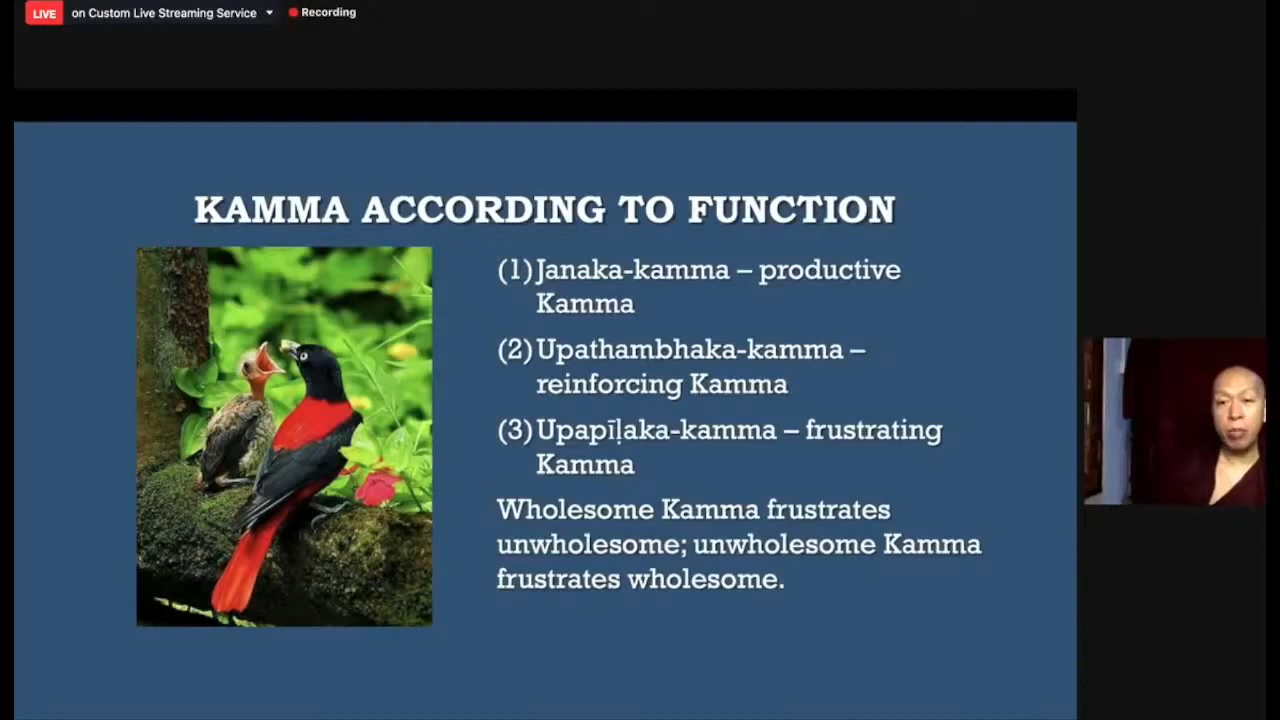 LIVE on Custom Live Streaming Service Recording
KAMMA ACCORDING TO FUNCTION
(1) Janaka-kamma – productive
Kamma
(2) Upathambhaka-kamma –
reinforcing Kamma
(3) Upapīḷaka-kamma – frustrating
Kamma
Wholesome Kamma frustrates
unwholesome; unwholesome Kamma
frustrates wholesome.